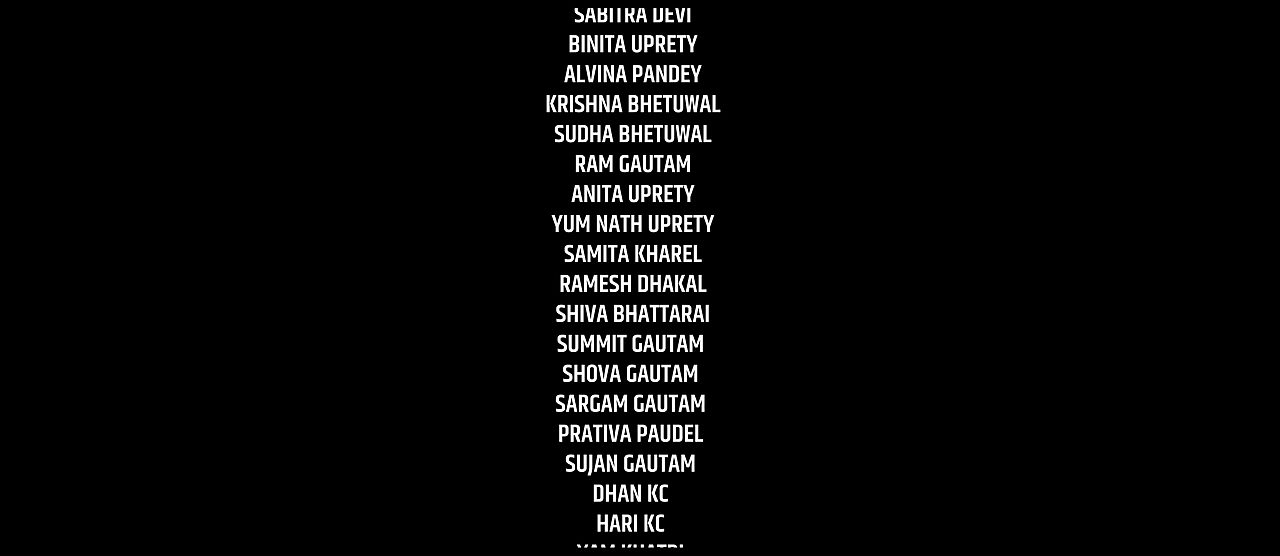 SABITRA DEVI
BINITA UPRETY
ALVINA PANDEY
KRISHNA BHETUWAL
SUDHA BHETUWAL
RAM GAUTAM
ANITA UPRETY
YUM NATH UPRETY
SAMITA KHAREL
RAMESH DHAKAL
SHIVA BHATTARAI
SUMMIT GAUTAM
SHOVA GAUTAM
SARGAM GAUTAM
PRATIVA PAUDEL
SUJAN GAUTAM
DHAN KC
HARI KC